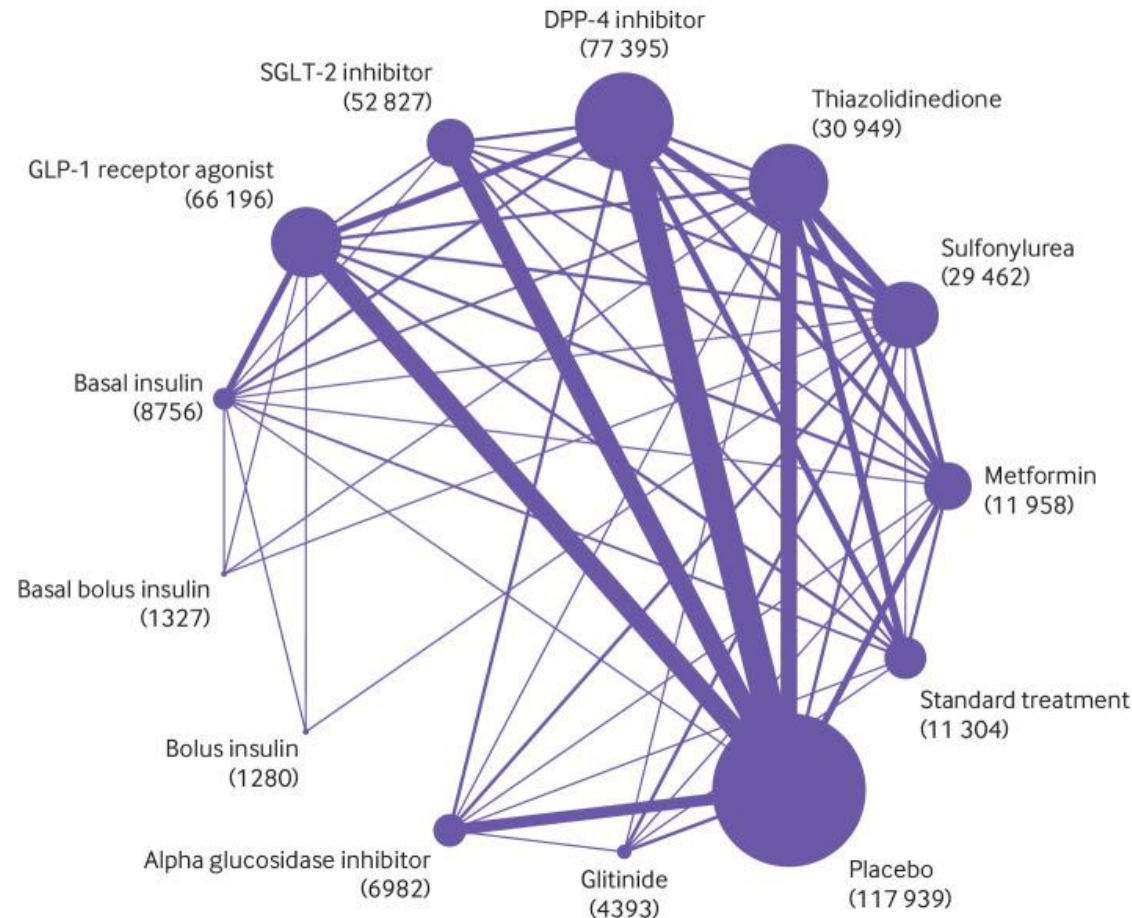 DPP-4 inhibitor
(77 395)
SGLT-2 inhibitor
(52 827)
Thiazolidinedione
(30 949)
GLP-1 receptor agonist
(66 196)
Sulfonylurea
(29 462)
Basal insulin
(8756)
Metformin
(11 958)
Basal bolus insulin
(1327)
Standard treatment
(11 304)
Bolus insulin
(1280)
Alpha glucosidase inhibitor
(6982)
Glitinide
(4393)
Placebo
(117 939)